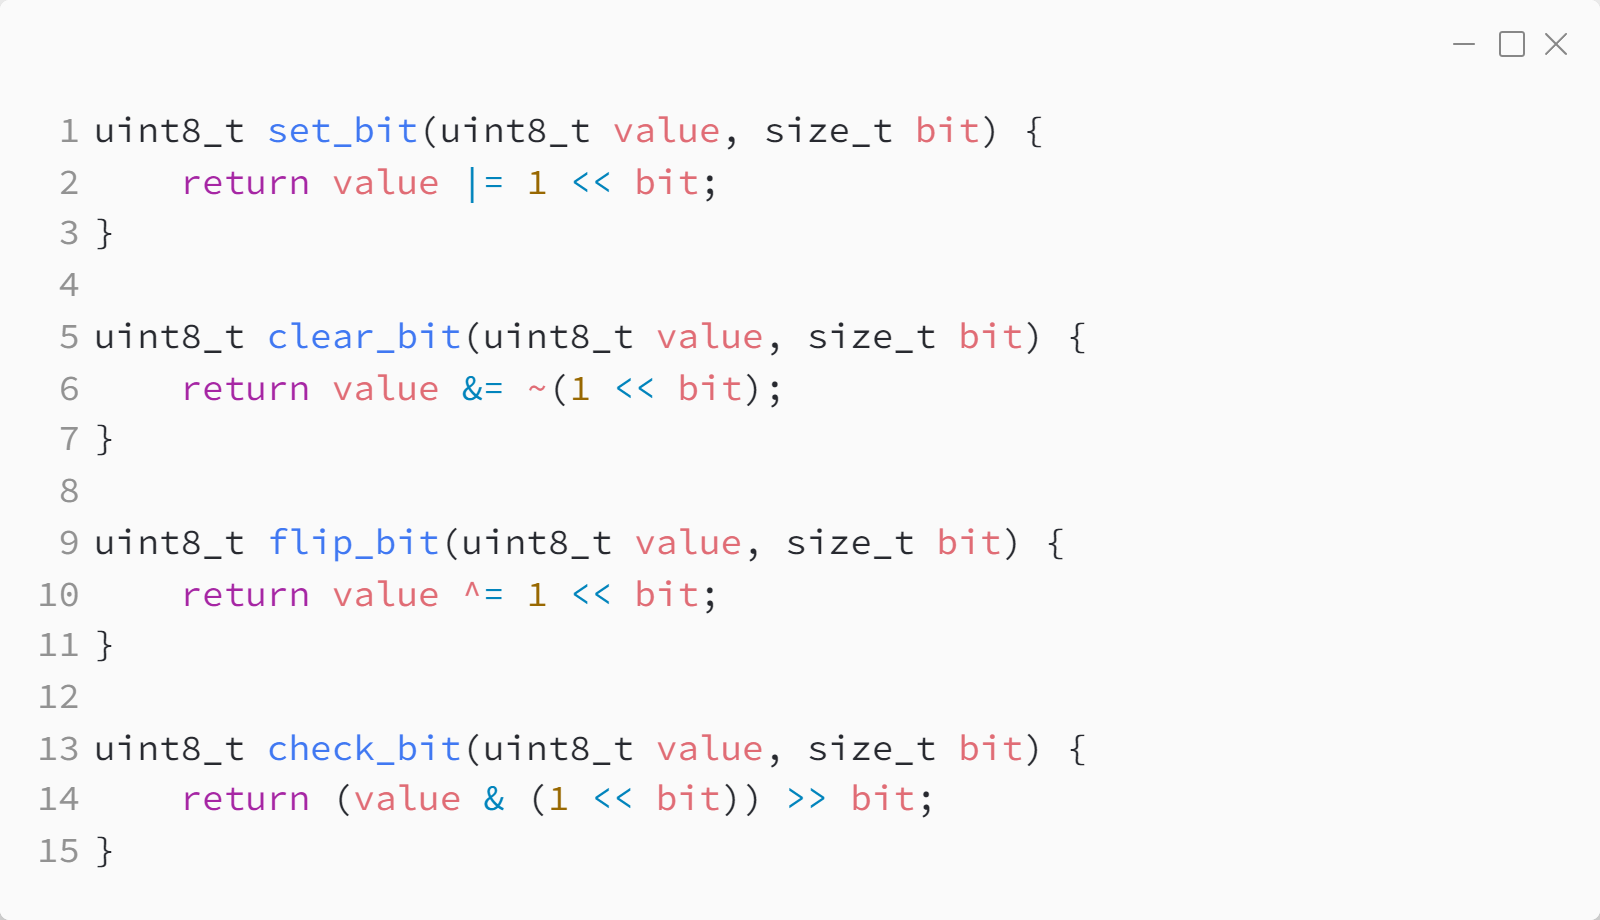 1 uint8_t set_bit(uint8_t value, size_t bit) {
2     return value |= 1 << bit;
3 }
4
5 uint8_t clear_bit(uint8_t value, size_t bit) {
6     return value &= ~(1 << bit);
7 }
8
9 uint8_t flip_bit(uint8_t value, size_t bit) {
10     return value ^= 1 << bit;
11 }
12
13 uint8_t check_bit(uint8_t value, size_t bit) {
14     return (value & (1 << bit)) >> bit;
15 }